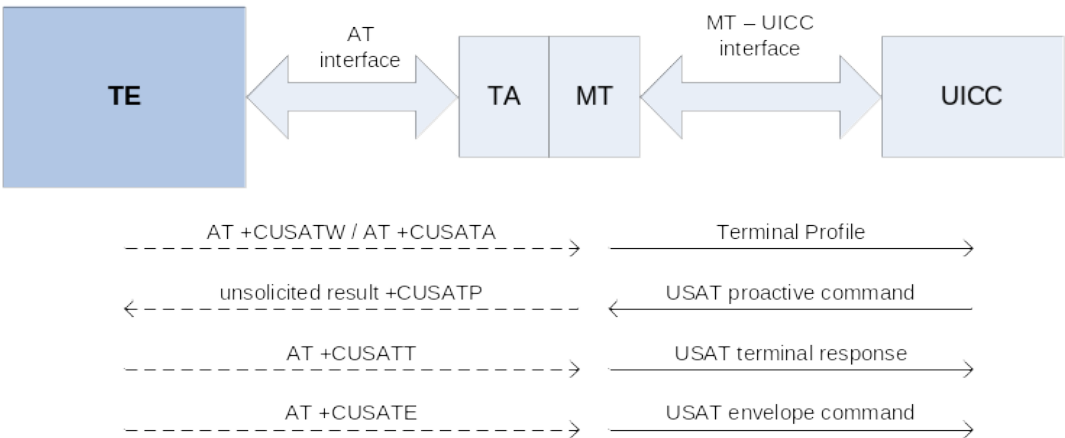 AT
interface
MT – UICC
interface
TE
TA
MT
UICC
AT +CUSATW / AT +CUSATA
Terminal Profile
unsolicited result +CUSATP
USAT proactive command
AT +CUSATT
USAT terminal response
AT +CUSATE
USAT envelope command